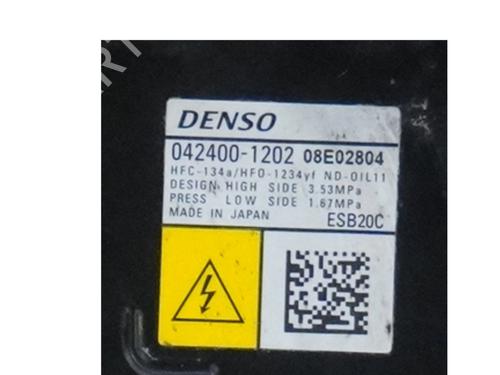 DENSO
042400-1202 08E02804
HFC-134a/HFO-1234yf ND-OIL11
DESIGN HIGH SIDE 3.53MPa
PRESS LOW SIDE 1.67MPa
MADE IN JAPAN ESB20C